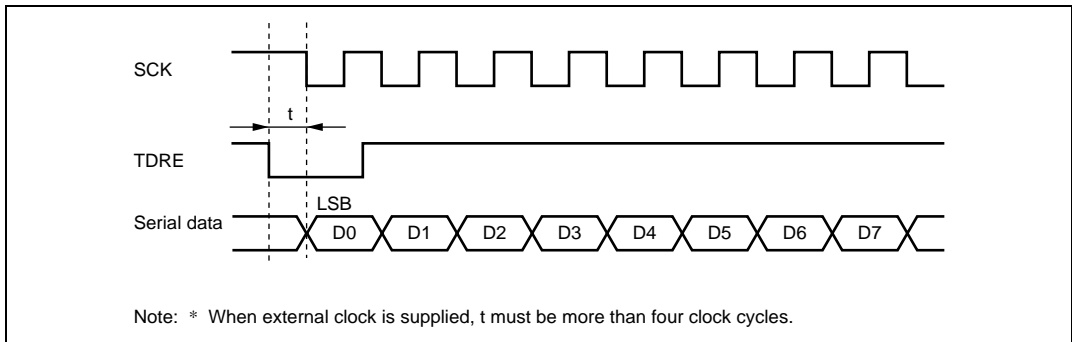 SCK
t
TDRE
LSB
Serial data D0 D1 D2 D3 D4 D5 D6 D7
Note: * When external clock is supplied, t must be more than four clock cycles.